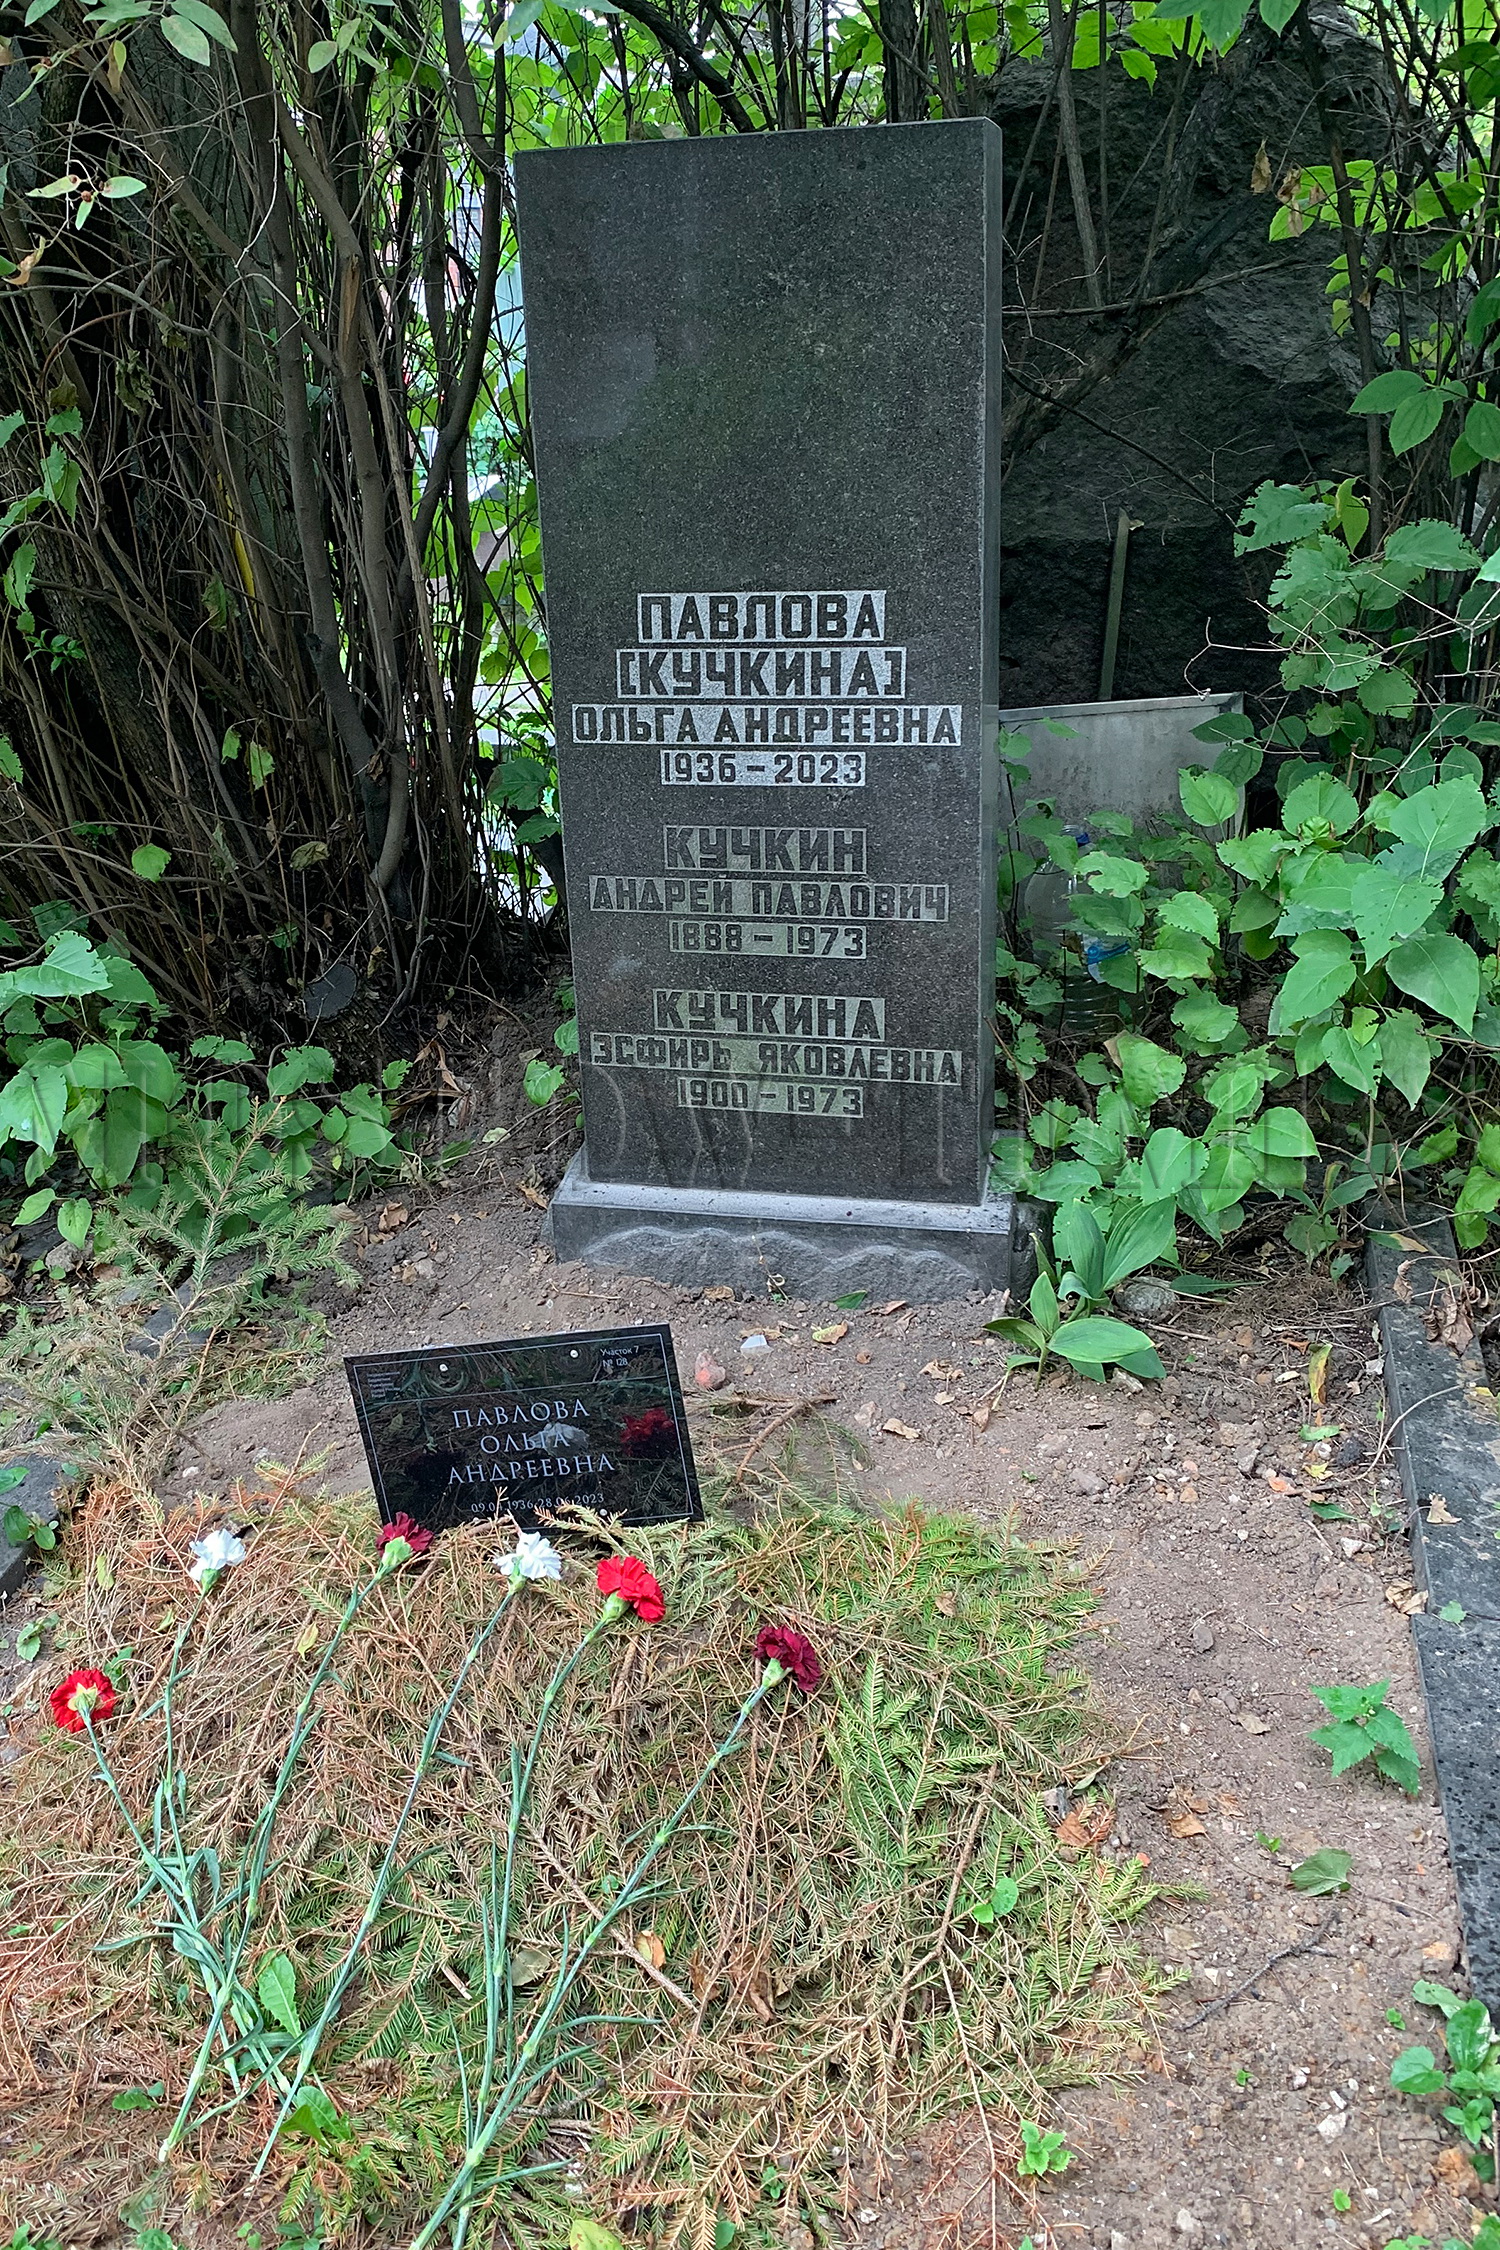 ПАВЛОВА
(КУЧКИНА)
ОЛЬГА АНДРЕЕВНА
1936 – 2023
КУЧКИН
АНДРЕЙ ПАВЛОВИЧ
1888 – 1973
КУЧКИНА
ЭСФИРЬ ЯКОВЛЕВНА
1900 – 1973
Участок 7
№ 128
ПАВЛОВА
ОЛЬГА
АНДРЕЕВНА